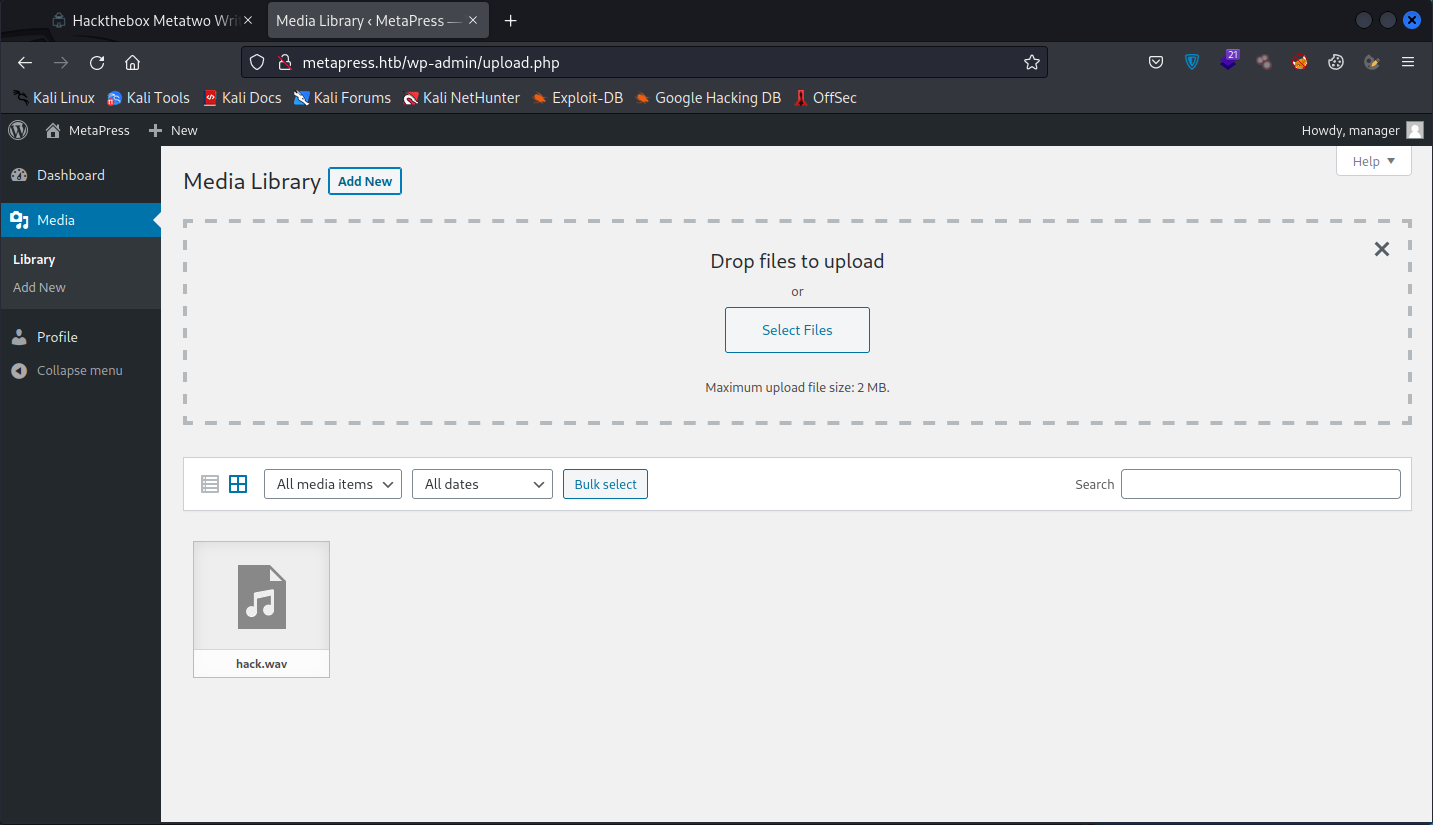 Hackthebox Metatwo Wri
Media Library ‹ MetaPress —
metapress.htb/wp-admin/upload.php
21
Kali Linux
Kali Tools
Kali Docs
Kali Forums
Kali NetHunter
Exploit-DB
Google Hacking DB
OffSec
MetaPress
New
Howdy, manager
Dashboard
Media
Library
Add New
Profile
Collapse menu
Help
Media Library
Add New
Drop files to upload
or
Select Files
Maximum upload file size: 2 MB.
All media items
All dates
Bulk select
Search
hack.wav